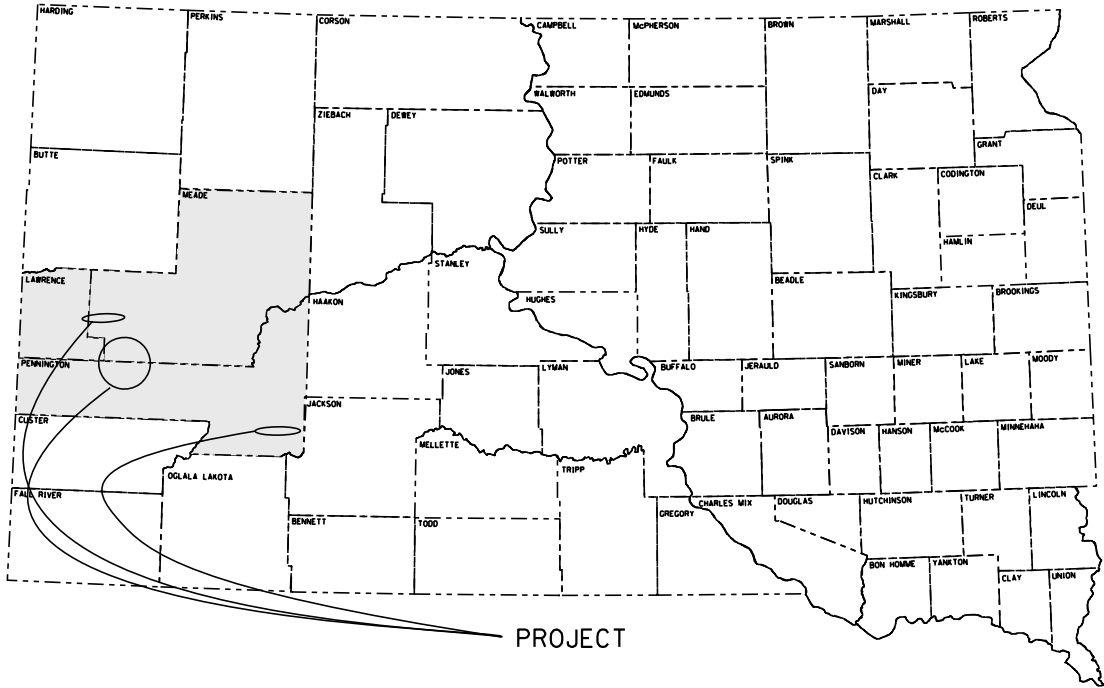 HARDING
PERKINS
CORSON
CAMPBELL
McPHERSON
BROWN
MARSHALL
ROBERTS
WALWORTH
EDMUNDS
DAY
ZIEBACH
DEWEY
GRANT
BUTTE
POTTER
FAULK
SPINK
CLARK
CODINGTON
MEADE
DEUL
SULLY
HYDE
HAND
HAMLIN
STANLEY
LAWRENCE
BEADLE
HAAKON
HUGHES
KINGSBURY
BROOKINGS
PENNINGTON
JONES
LYMAN
BUFFALO
JERAULD
SANBORN
MINER
LAKE
MOODY
JACKSON
CUSTER
BRULE
AURORA
DAVISON
HANSON
McCOOK
MINNEHAHA
MELLETTE
OGLALA LAKOTA
TRIPP
FALL RIVER
CHARLES MIX
DOUGLAS
HUTCHINSON
TURNER
LINCOLN
GREGORY
BENNETT
TODD
BON HOMME
YANKTON
CLAY
UNION
PROJECT